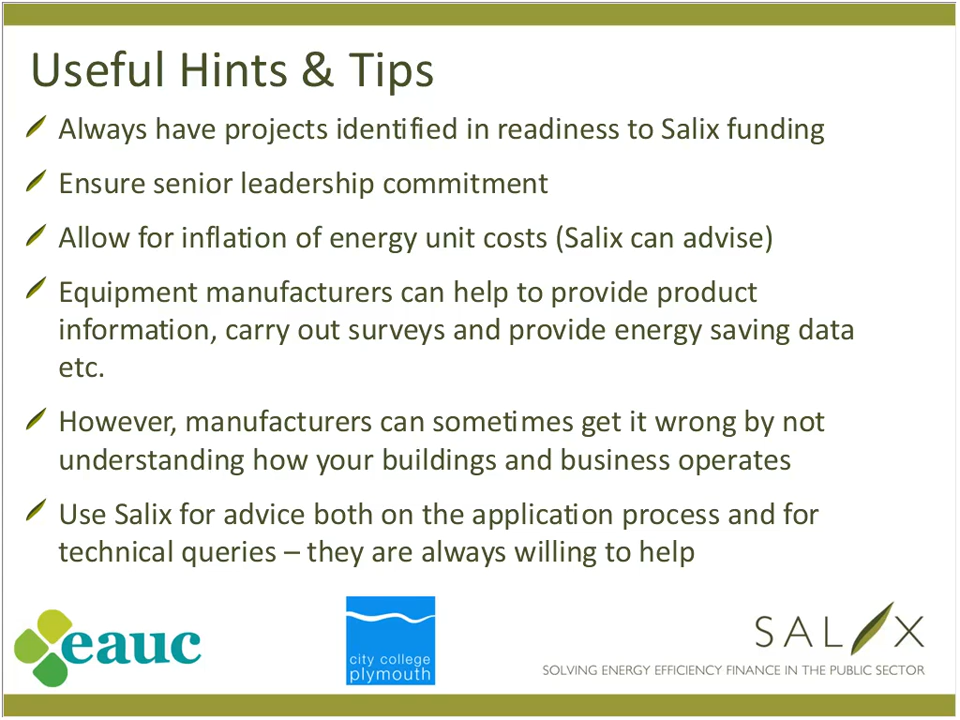 Useful Hints & Tips
Always have projects identified in readiness to Salix funding
Ensure senior leadership commitment
Allow for inflation of energy unit costs (Salix can advise)
Equipment manufacturers can help to provide product
information, carry out surveys and provide energy saving data
etc.
However, manufacturers can sometimes get it wrong by not
understanding how your buildings and business operates
Use Salix for advice both on the application process and for
technical queries – they are always willing to help
eauc
city college
plymouth
SALIX
SOLVING ENERGY EFFICIENCY FINANCE IN THE PUBLIC SECTOR